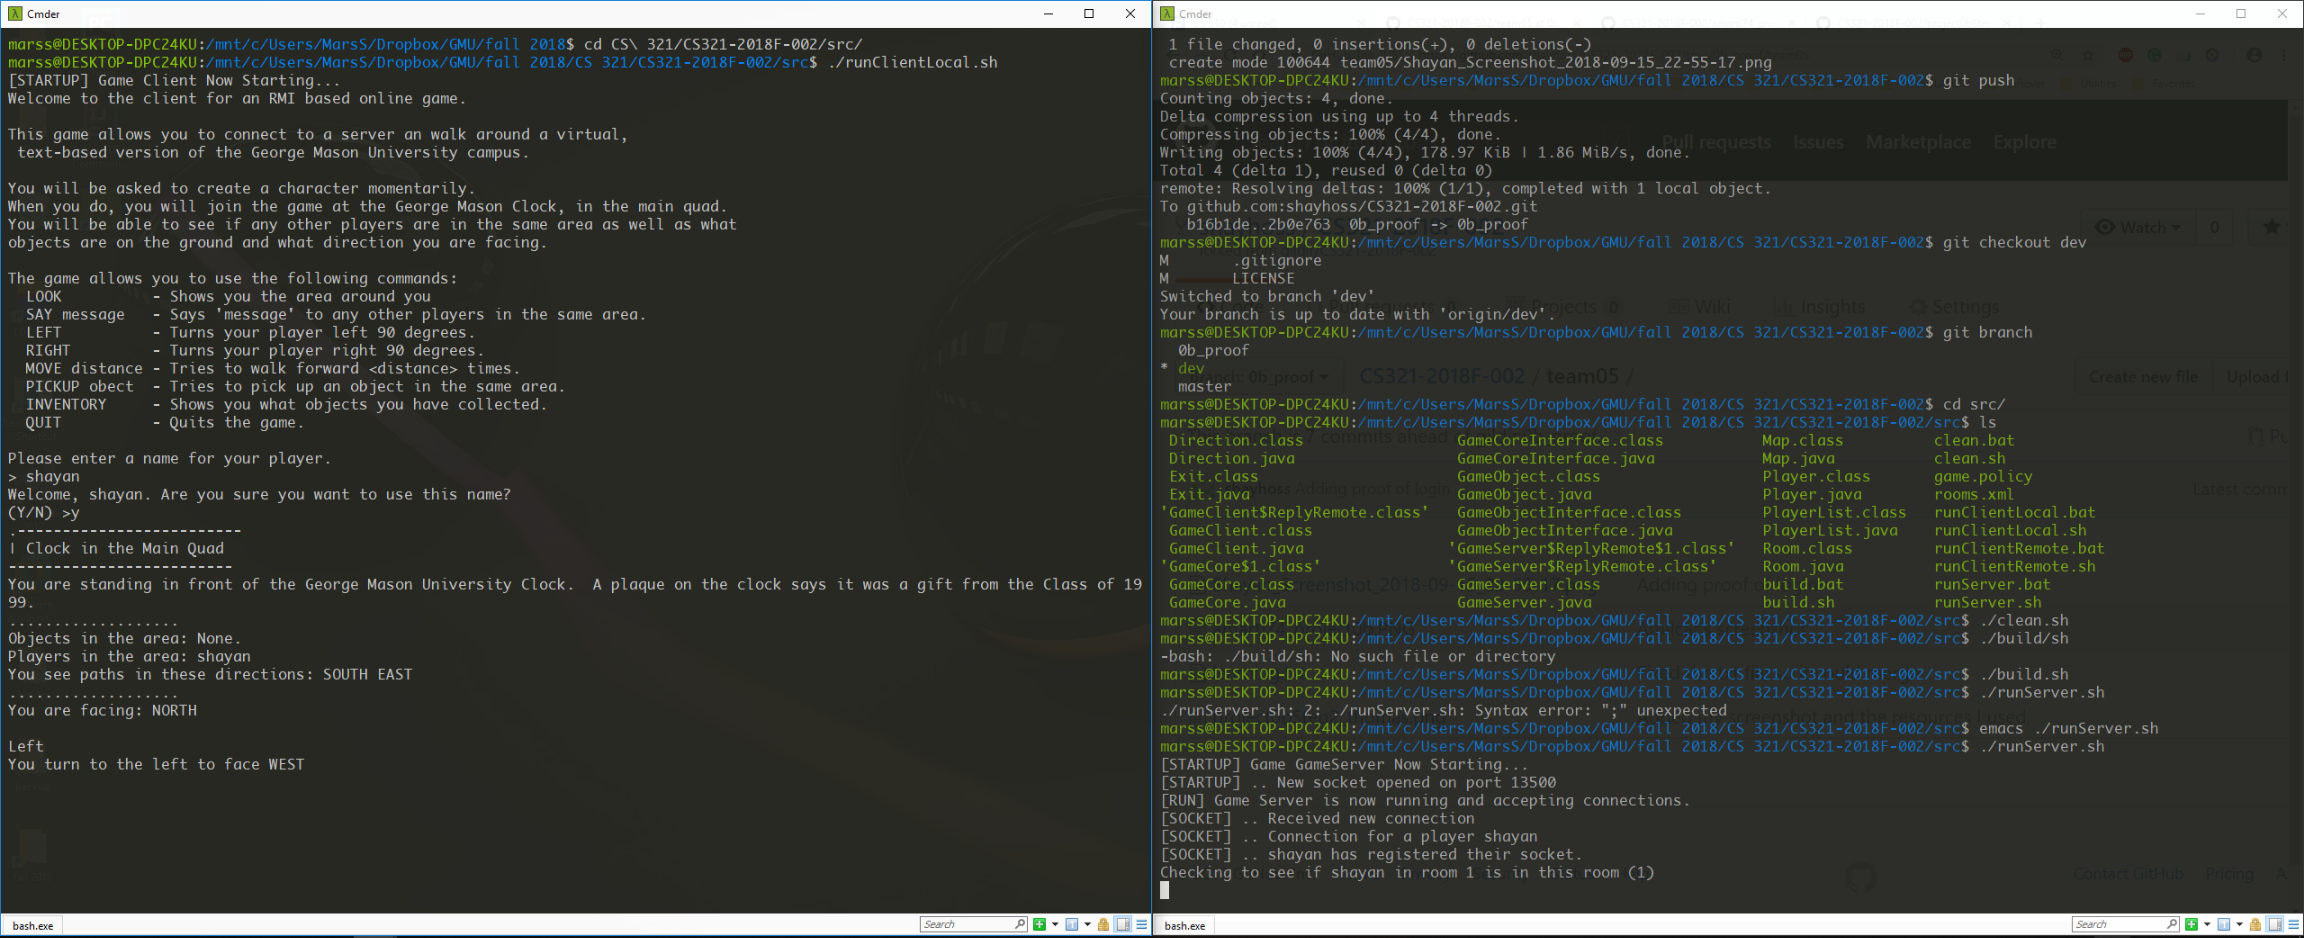 Cmder
marss@DESKTOP-DPC24KU:/mnt/c/Users/MarsS/Dropbox/GMU/fall 2018$ cd CS\ 321/CS321-2018F-002/src/
marss@DESKTOP-DPC24KU:/mnt/c/Users/MarsS/Dropbox/GMU/fall 2018/CS 321/CS321-2018F-002/src$ ./runClientLocal.sh
[STARTUP] Game Client Now Starting...
Welcome to the client for an RMI based online game.
This game allows you to connect to a server an walk around a virtual,
text-based version of the George Mason University campus.
You will be asked to create a character momentarily.
When you do, you will join the game at the George Mason Clock, in the main quad.
You will be able to see if any other players are in the same area as well as what
objects are on the ground and what direction you are facing.
The game allows you to use the following commands:
LOOK - Shows you the area around you
SAY message - Says 'message' to any other players in the same area.
LEFT - Turns your player left 90 degrees.
RIGHT - Turns your player right 90 degrees.
MOVE distance - Tries to walk forward <distance> times.
PICKUP obect - Tries to pick up an object in the same area.
INVENTORY - Shows you what objects you have collected.
QUIT - Quits the game.
Please enter a name for your player.
> shayan
Welcome, shayan. Are you sure you want to use this name?
(Y/N) >y
.-------------------------
| Clock in the Main Quad
-------------------------
You are standing in front of the George Mason University Clock.  A plaque on the clock says it was a gift from the Class of 19
99.
...................
Objects in the area: None.
Players in the area: shayan
You see paths in these directions: SOUTH EAST
...................
You are facing: NORTH
Left
You turn to the left to face WEST
bash.exe
Search
Cmder
1 file changed, 0 insertions(+), 0 deletions(-)
create mode 100644 team05/Shayan_Screenshot_2018-09-15_22-55-17.png
marss@DESKTOP-DPC24KU:/mnt/c/Users/MarsS/Dropbox/GMU/fall 2018/CS 321/CS321-2018F-002$ git push
Counting objects: 4, done.
Delta compression using up to 4 threads.
Compressing objects: 100% (4/4), done.
Pull requests Issues Marketplace Explore
Writing objects: 100% (4/4), 178.97 KiB | 1.86 MiB/s, done.
Total 4 (delta 1), reused 0 (delta 0)
remote: Resolving deltas: 100% (1/1), completed with 1 local object.
To github.com:shayhoss/CS321-2018F-002.git
b16b1de..2b0e763  0b_proof -> 0b_proof
Watch 0
marss@DESKTOP-DPC24KU:/mnt/c/Users/MarsS/Dropbox/GMU/fall 2018/CS 321/CS321-2018F-002$ git checkout dev
M .gitignore
M LICENSE
Switched to branch 'dev'
Projects 0 Wiki Insights Settings
Your branch is up to date with 'origin/dev'.
marss@DESKTOP-DPC24KU:/mnt/c/Users/MarsS/Dropbox/GMU/fall 2018/CS 321/CS321-2018F-002$ git branch
0b_proof
* dev
Branch: 0b_proof CS321-2018F-002 / team05 / Create new file Upload
master
marss@DESKTOP-DPC24KU:/mnt/c/Users/MarsS/Dropbox/GMU/fall 2018/CS 321/CS321-2018F-002$ cd src/
marss@DESKTOP-DPC24KU:/mnt/c/Users/MarsS/Dropbox/GMU/fall 2018/CS 321/CS321-2018F-002/src$ ls
Direction.class GameCoreInterface.class Map.class clean.bat
Direction.java GameCoreInterface.java Map.java clean.sh
Exit.class GameObject.class Player.class game.policy
Exit.java GameObject.java Player.java rooms.xml
shayhoss Adding proof of login Latest comm
'GameClient$ReplyRemote.class' GameObjectInterface.class PlayerList.class runClientLocal.bat
GameClient.class GameObjectInterface.java PlayerList.java runClientLocal.sh
GameClient.java 'GameServer$ReplyRemote$1.class' Room.class runClientRemote.bat
'GameCore$1.class' 'GameServer$ReplyRemote.class' Room.java runClientRemote.sh
GameCore.class GameServer.class build.bat runServer.bat
GameCore.java GameServer.java build.sh runServer.sh
marss@DESKTOP-DPC24KU:/mnt/c/Users/MarsS/Dropbox/GMU/fall 2018/CS 321/CS321-2018F-002/src$ ./clean.sh
marss@DESKTOP-DPC24KU:/mnt/c/Users/MarsS/Dropbox/GMU/fall 2018/CS 321/CS321-2018F-002/src$ ./build/sh
-bash: ./build/sh: No such file or directory
marss@DESKTOP-DPC24KU:/mnt/c/Users/MarsS/Dropbox/GMU/fall 2018/CS 321/CS321-2018F-002/src$ ./build.sh
marss@DESKTOP-DPC24KU:/mnt/c/Users/MarsS/Dropbox/GMU/fall 2018/CS 321/CS321-2018F-002/src$ ./runServer.sh
./runServer.sh: 2: ./runServer.sh: Syntax error: ";" unexpected
marss@DESKTOP-DPC24KU:/mnt/c/Users/MarsS/Dropbox/GMU/fall 2018/CS 321/CS321-2018F-002/src$ emacs ./runServer.sh
marss@DESKTOP-DPC24KU:/mnt/c/Users/MarsS/Dropbox/GMU/fall 2018/CS 321/CS321-2018F-002/src$ ./runServer.sh
[STARTUP] Game GameServer Now Starting...
[STARTUP] .. New socket opened on port 13500
[RUN] Game Server is now running and accepting connections.
[SOCKET] .. Received new connection
[SOCKET] .. Connection for a player shayan
[SOCKET] .. shayan has registered their socket.
Checking to see if shayan in room 1 is in this room (1)
Contact GitHub Pricing
bash.exe
Search